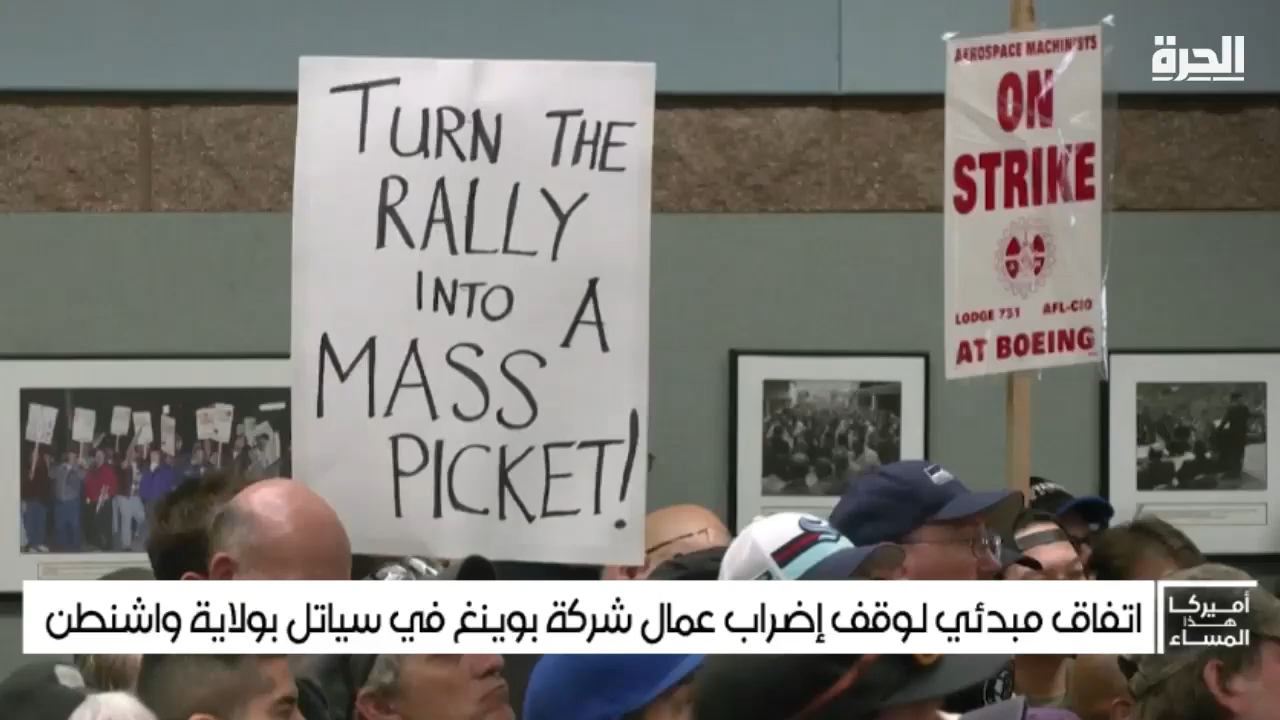 TURN THE
RALLY
INTO A
MASS
PICKET!
AEROSPACE MACHINISTS
ON
STRIKE
LODGE 751 AFL-CIO
AT BOEING
الحرة
اتفاق مبدئي لوقف إضراب عمال شركة بوينغ في سياتل بولاية واشنطن
أميركا
هذا
المساء